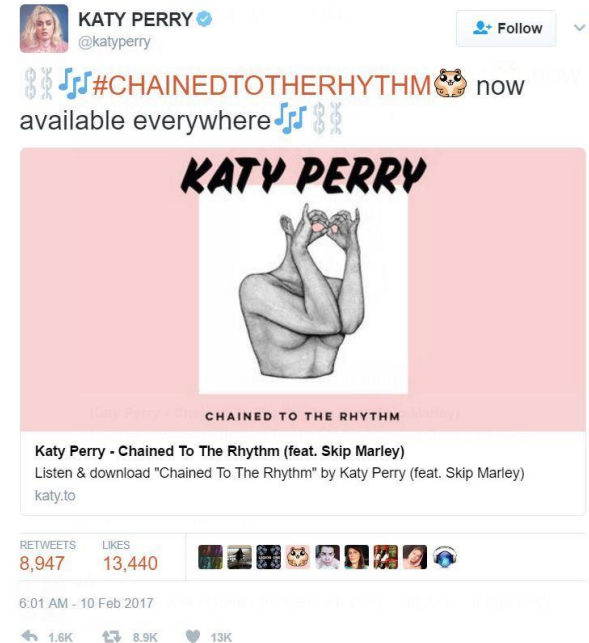 KATY PERRY
@katyperry
Follow
#CHAINEDTOTHERHYTHM now
available everywhere
KATY PERRY
CHAINED TO THE RHYTHM
Katy Perry - Chained To The Rhythm (feat. Skip Marley)
Listen & download "Chained To The Rhythm" by Katy Perry (feat. Skip Marley)
katy.to
RETWEETS LIKES
8,947 13,440
6:01 AM - 10 Feb 2017
1.6K 8.9K 13K